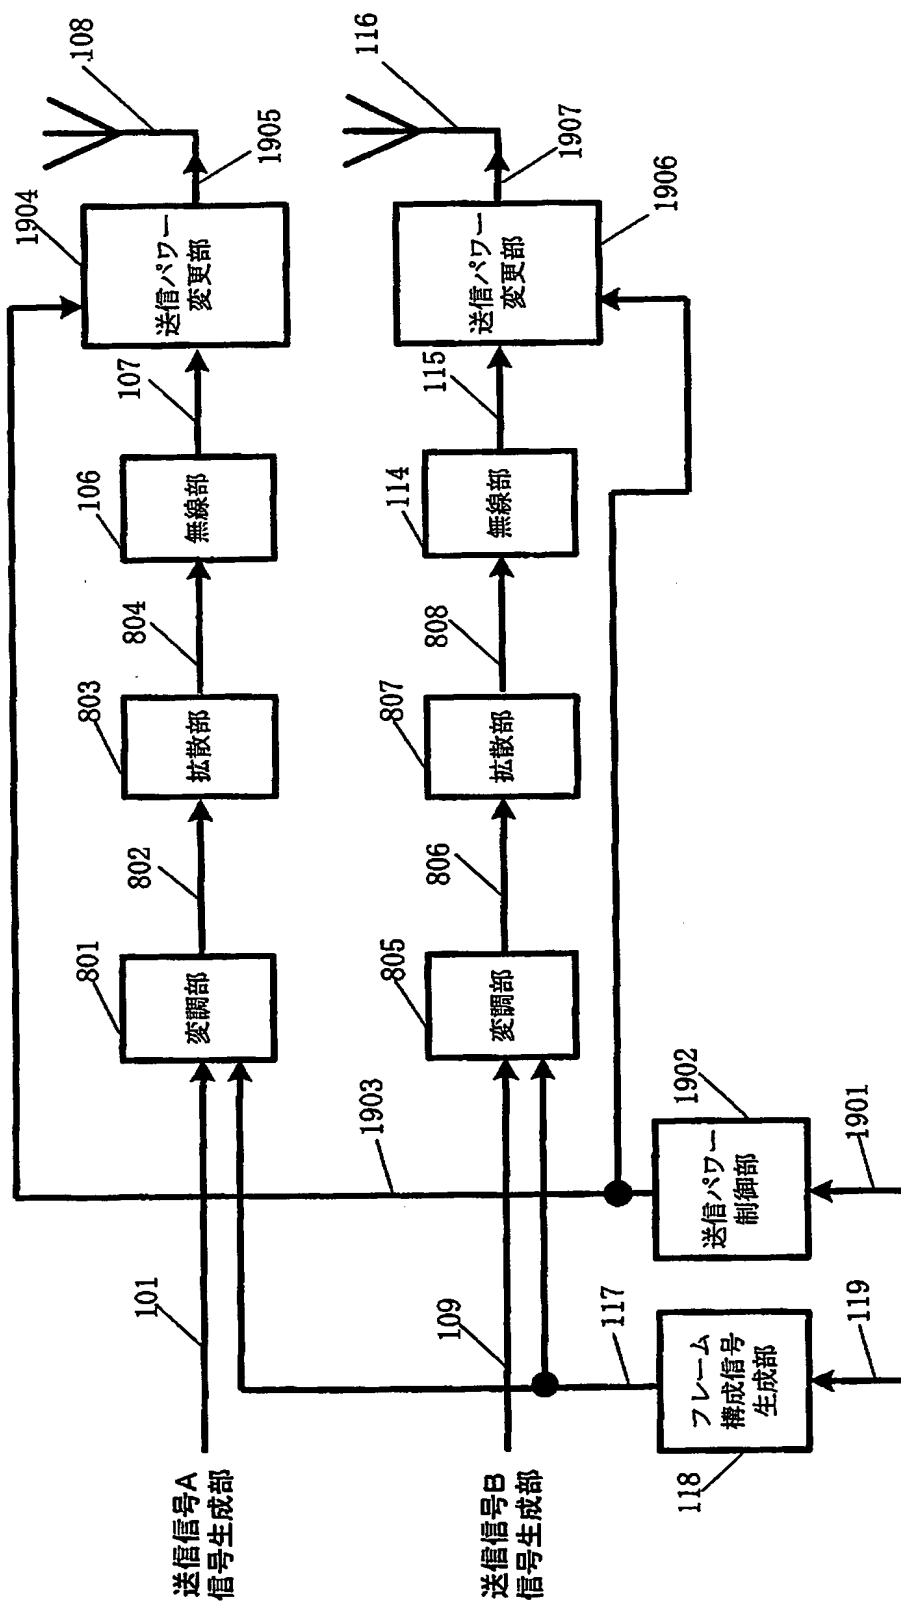 送信信号A
信号生成部
101
801
変調部
802
803
拡散部
804
106
無線部
107
1904
送信パワー
変更部
1905
108
送信信号B
信号生成部
109
805
変調部
806
807
拡散部
808
114
無線部
115
送信パワー
変更部
1906
1907
116
118
フレーム
構成信号
生成部
117
119
1902
送信パワー
制御部
1903
1901